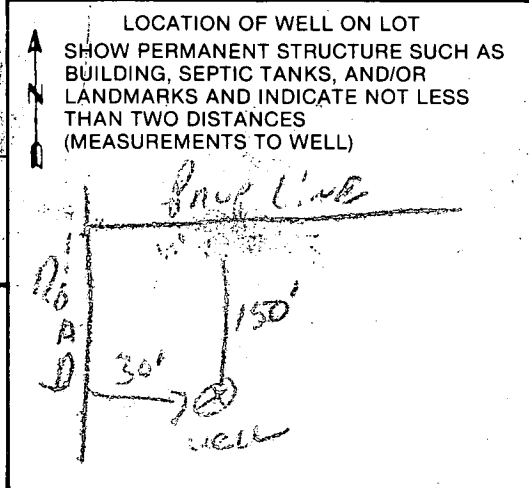 LOCATION OF WELL ON LOT
SHOW PERMANENT STRUCTURE SUCH AS
BUILDING, SEPTIC TANKS, AND/OR
LANDMARKS AND INDICATE NOT LESS
THAN TWO DISTANCES
(MEASUREMENTS TO WELL)
N
PROP LINE
ROAD
150'
30'
WELL